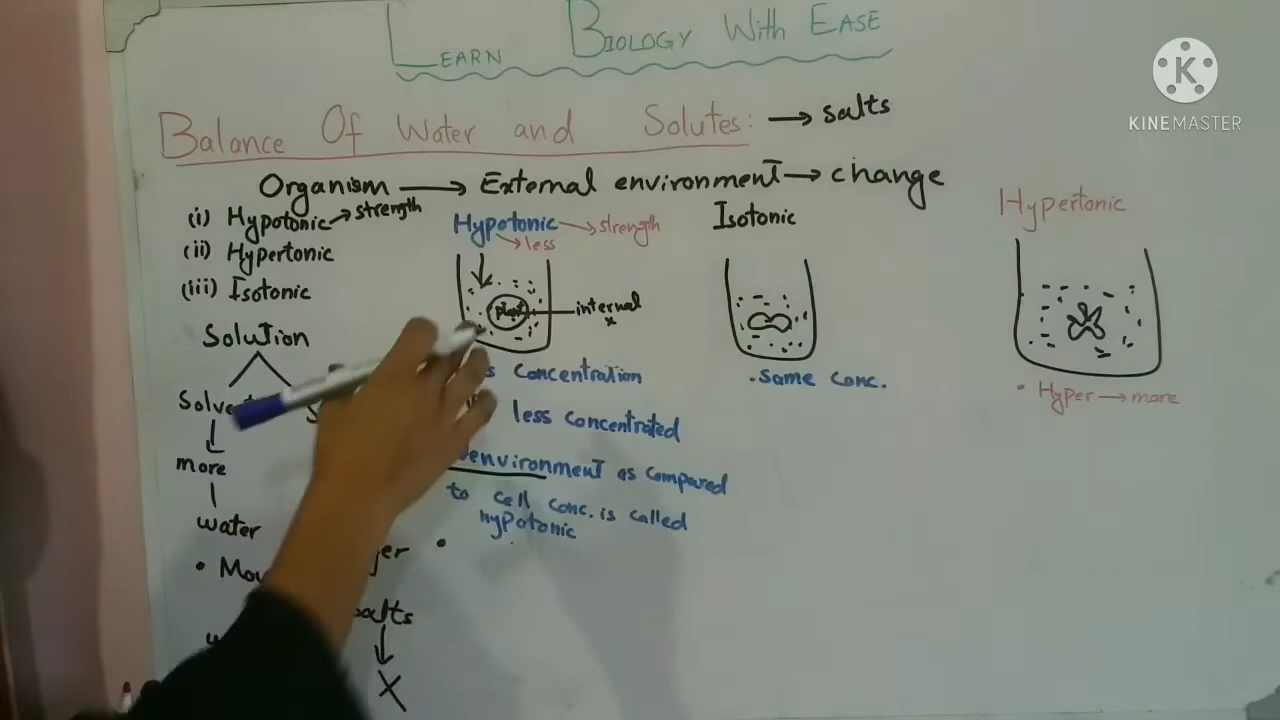 LEARN BIOLOGY WITH EASE
KINEMASTER
Balance Of Water and Solutes: → salts
Organism → External environment → change
(i) Hypotonic → strength
(ii) Hypertonic
(iii) Isotonic
Solution
more
water
salts
X
Hypotonic → strength
→ less
internal
x
Concentration
less concentrated
environment as compared
to cell conc. is called
hypotonic
Isotonic
• Same conc.
Hypertonic
• Hyper → more